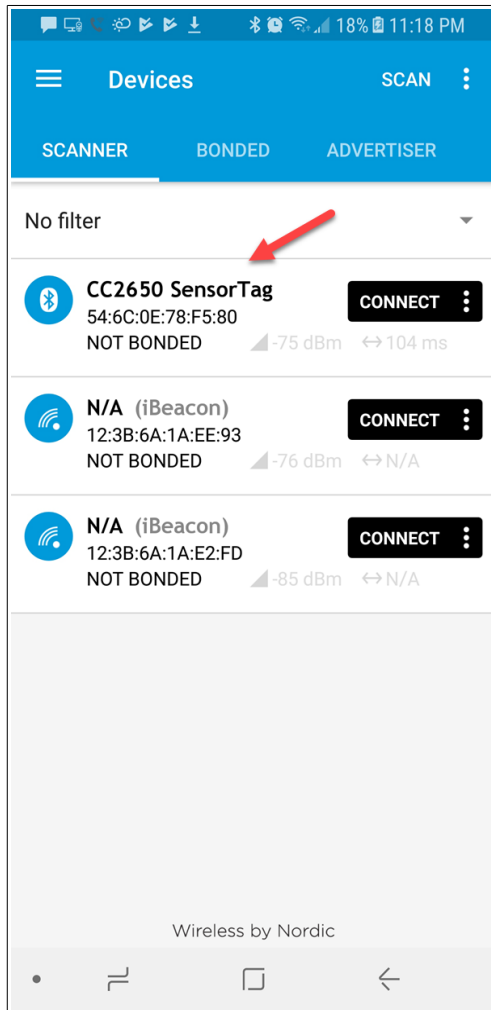 18% 11:18 PM
Devices SCAN
SCANNER BONDED ADVERTISER
No filter
CC2650 SensorTag
CONNECT
54:6C:0E:78:F5:80
NOT BONDED -75 dBm 104 ms
N/A (iBeacon)
CONNECT
12:3B:6A:1A:EE:93
NOT BONDED -76 dBm N/A
N/A (iBeacon)
CONNECT
12:3B:6A:1A:E2:FD
NOT BONDED -85 dBm N/A
Wireless by Nordic